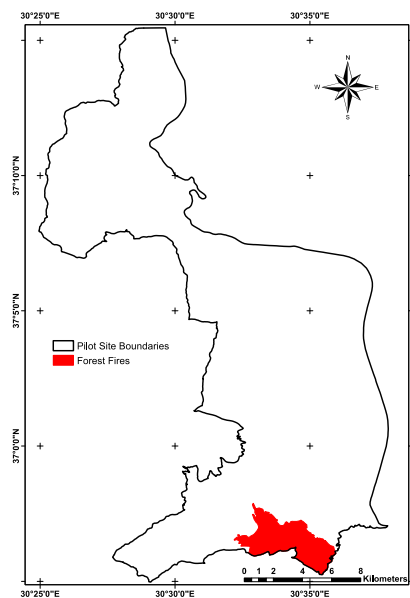 30°25'0"E 30°30'0"E 30°35'0"E
N
W E
S
37°10'0"N
37°5'0"N
37°0'0"N
Pilot Site Boundaries
Forest Fires
0 1 2 4 6 8
Kilometers
30°25'0"E 30°30'0"E 30°35'0"E